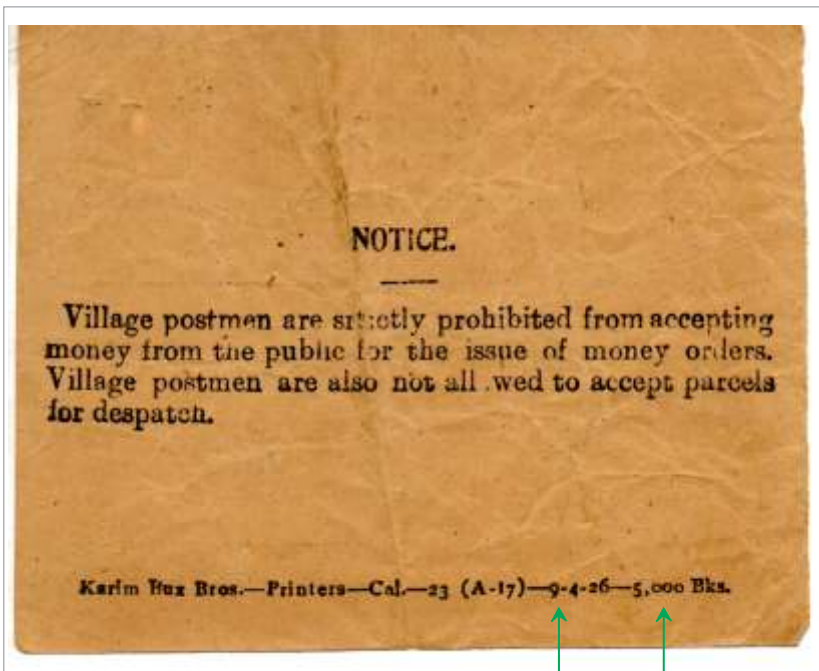 NOTICE.
Village postmen are strictly prohibited from accepting
money from the public for the issue of money orders.
Village postmen are also not all wed to accept parcels
for despatch.
Karim Bux Bros.—Printers—Cal.—23 (A-17)—9-4-26—5,000 Bks.